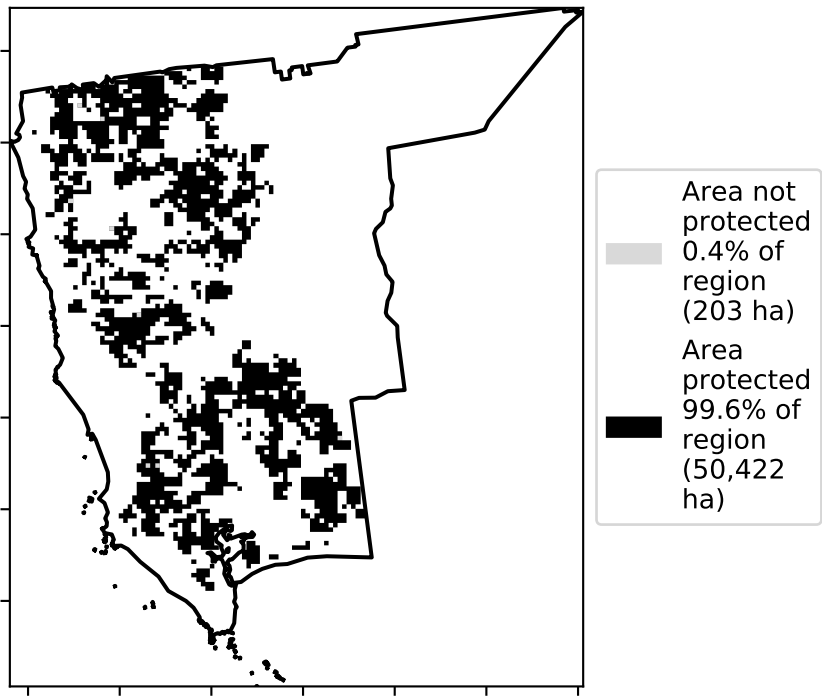 Area not
protected
0.4% of
region
(203 ha)
Area
protected
99.6% of
region
(50,422
ha)